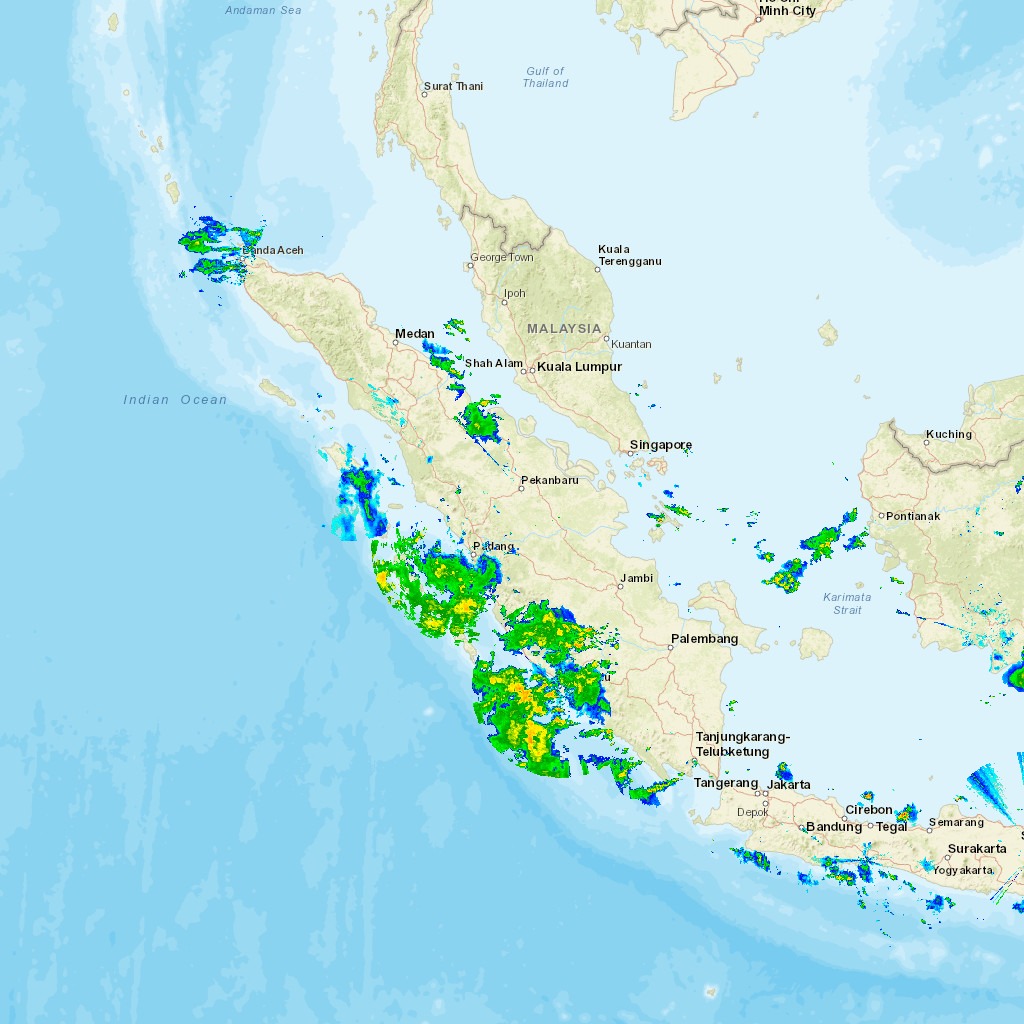 Minh City
Andaman Sea
Gulf of
Thailand
Surat Thani
Kuala
Terengganu
Banda Aceh
George Town
Ipoh
MALAYSIA
Medan
Kuantan
Shah Alam
Kuala Lumpur
Indian Ocean
Kuching
Singapore
Pekanbaru
Pontianak
Padang
Jambi
Karimata
Strait
Palembang
Tanjungkarang-
Telubketung
Tangerang
Jakarta
Depok
Cirebon
Bandung
Tegal
Semarang
Surakarta
Yogyakarta